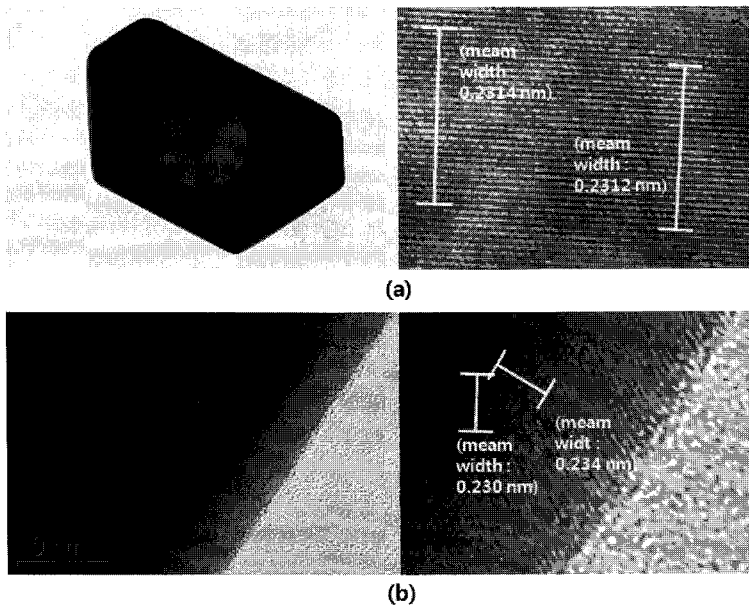 (meam
width
0.2314 nm)
(meam
width
0.2312 nm)
(a)
(meam
width :
0.230 nm)
(meam
widt :
0.234 nm)
(b)